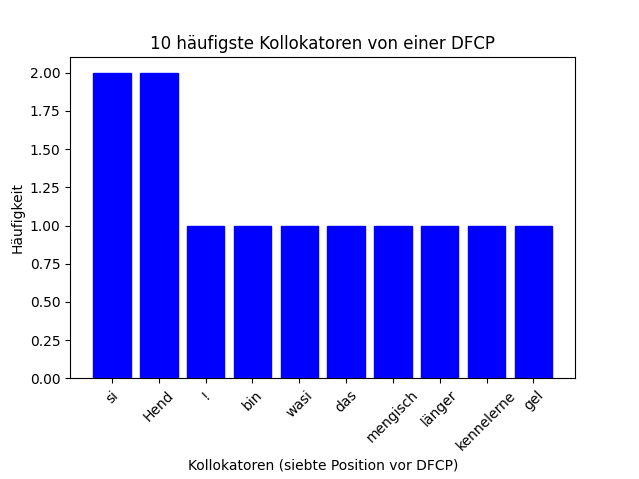 10 häufigste Kollokatoren von einer DFCP
Häufigkeit
2.00
1.75
1.50
1.25
1.00
0.75
0.50
0.25
0.00
si
Hend
!
bin
wasi
das
mengisch
länger
kennelerne
gel
Kollokatoren (siebte Position vor DFCP)